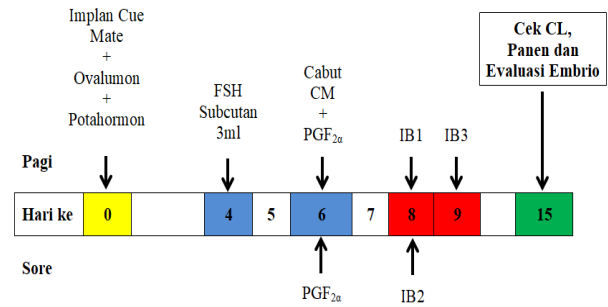 Implan Cue
Mate
+
Ovalumon
+
Potahormon
FSH
Subcutan
3ml
Cabut
CM
+
PGF₂α
IB1
IB3
Cek CL,
Panen dan
Evaluasi Embrio
Pagi
Hari ke 0 4 5 6 7 8 9 15
Sore
PGF₂α
IB2